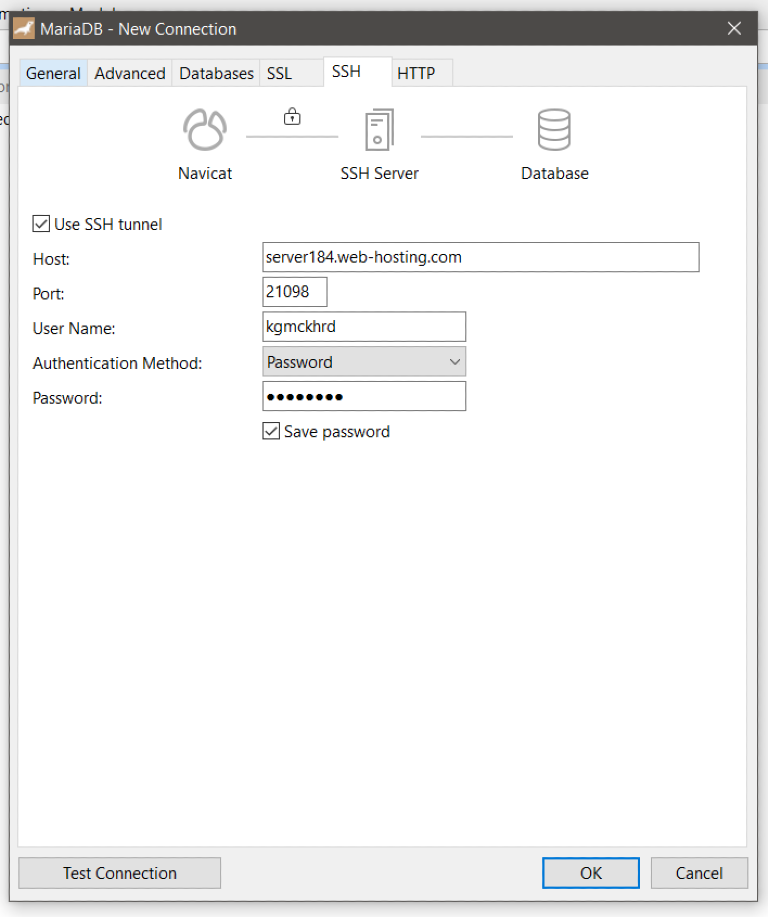 MariaDB - New Connection
General Advanced Databases SSL SSH HTTP
Navicat SSH Server Database
Use SSH tunnel
Host: server184.web-hosting.com
Port: 21098
User Name: kgmckhrd
Authentication Method: Password
Password: ●●●●●●●●
Save password
Test Connection OK Cancel